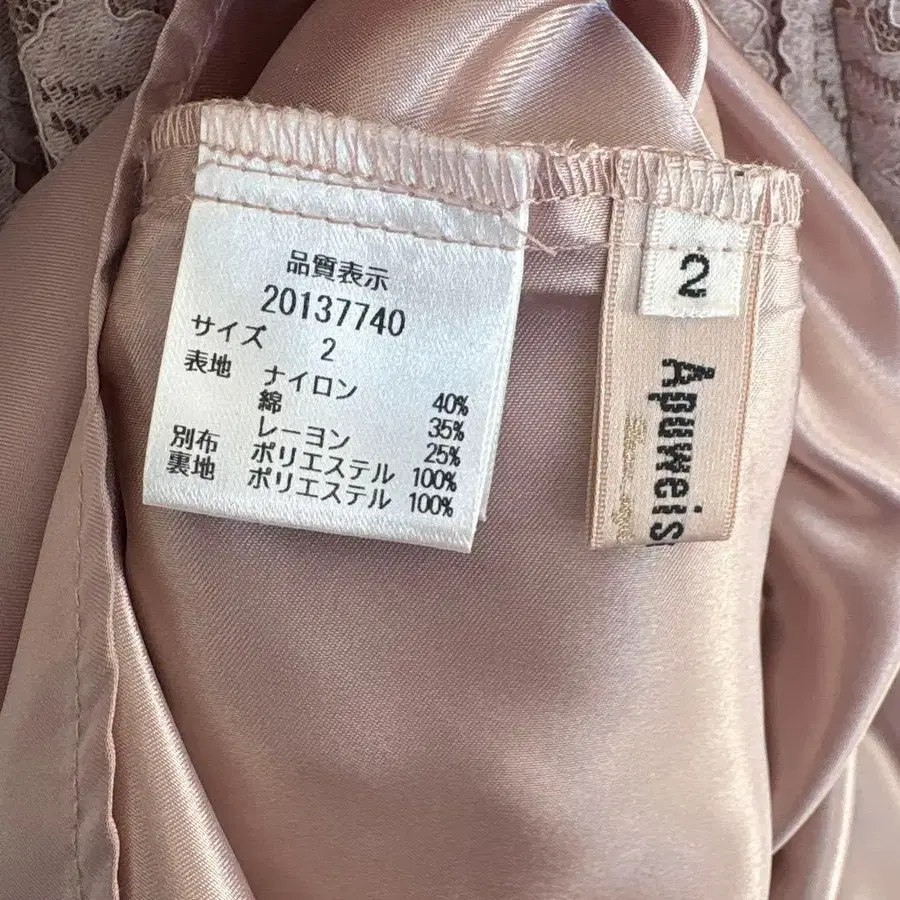 品質表示
20137740
サイズ 2
表地 ナイロン 40%
綿 35%
レーヨン 25%
別布 ポリエステル 100%
裏地 ポリエステル 100%
2
Apuweis